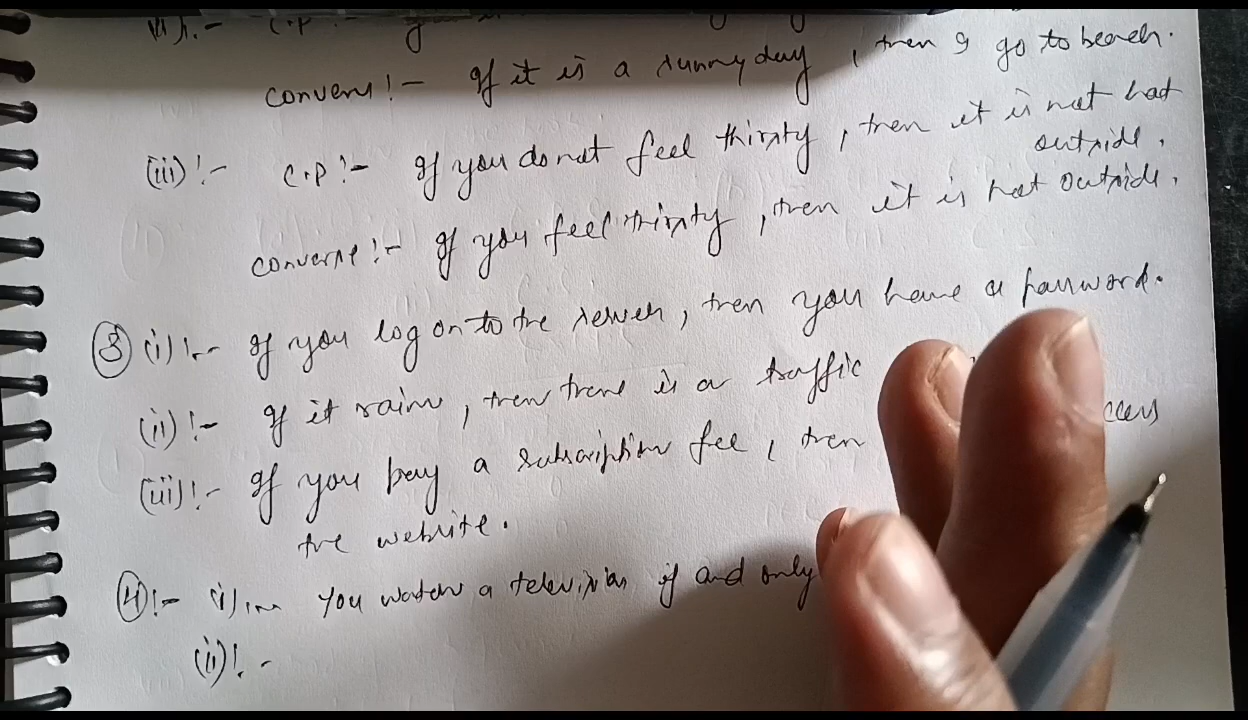 (ii) :- C.P :-
Convers :- If it is a sunny day, then I go to beach.
(iii) :- C.P :- If you do not feel thirsty, then it is not hot
outside.
Converse :- If you feel thirsty, then it is hot outside.
(3) (i) :- If you log on to the server, then you have a password.
(ii) :- If it rains, then there is a traffic
(iii) :- If you pay a subscription fee, then ccess
the website.
(4) :- (i) :- You watch a television if and only
(ii) :-